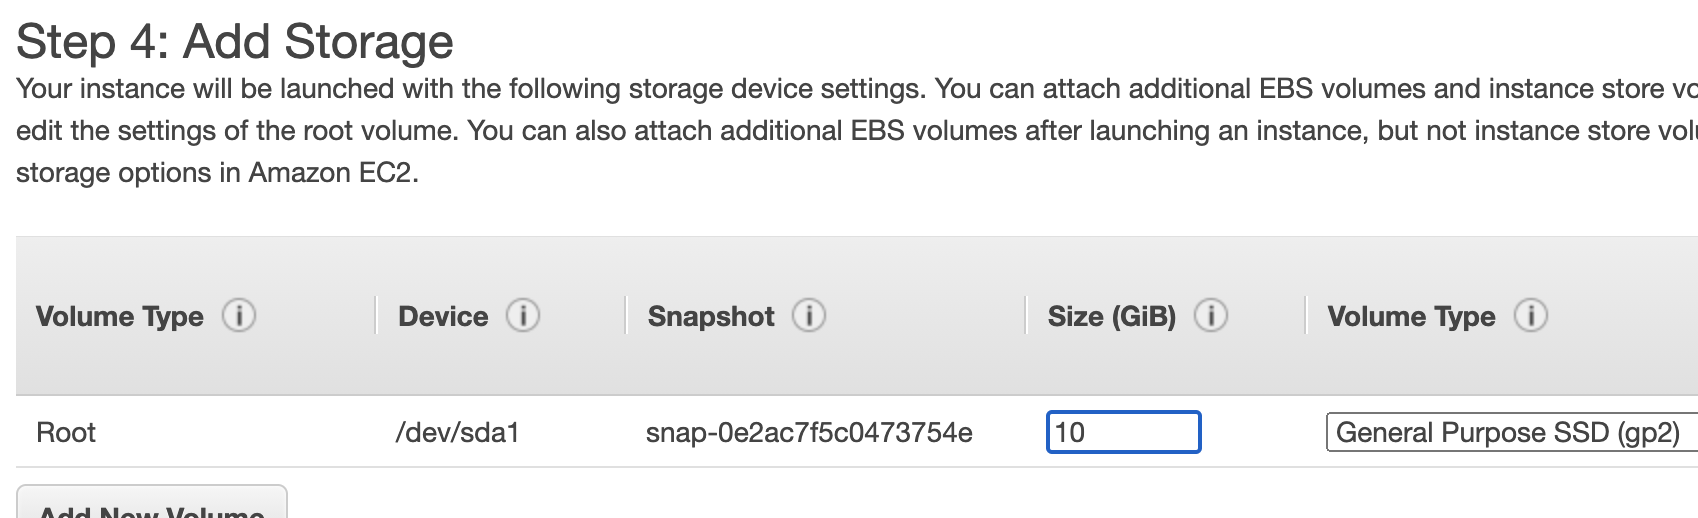 Step 4: Add Storage
Your instance will be launched with the following storage device settings. You can attach additional EBS volumes and instance store
edit the settings of the root volume. You can also attach additional EBS volumes after launching an instance, but not instance store
storage options in Amazon EC2.
Volume Type Device Snapshot Size (GiB) Volume Type
Root /dev/sda1 snap-0e2ac7f5c0473754e 10 General Purpose SSD (gp2)
Add New Volume